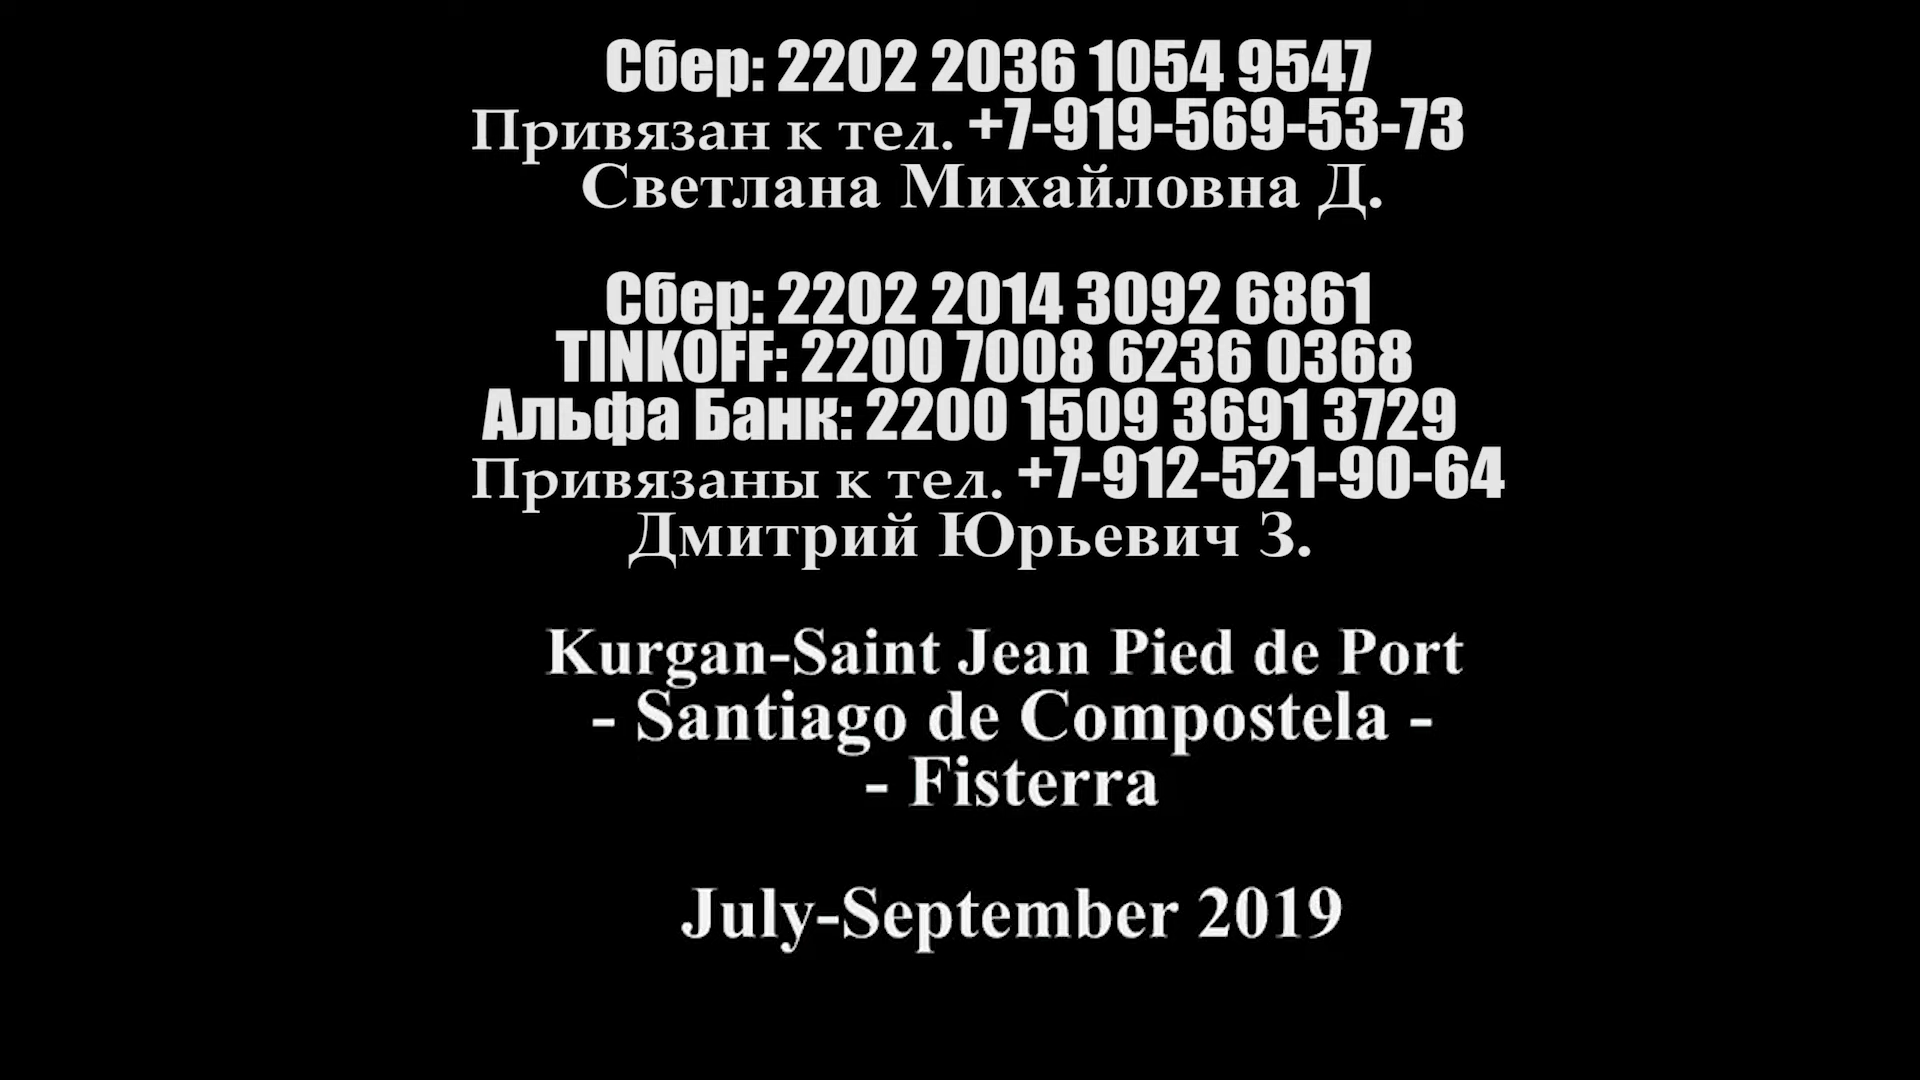 Сбер: 2202 2036 1054 9547
Привязан к тел. +7-919-569-53-73
Светлана Михайловна Д.
Сбер: 2202 2014 3092 6861
TINKOFF: 2200 7008 6236 0368
Альфа Банк: 2200 1509 3691 3729
Привязаны к тел. +7-912-521-90-64
Дмитрий Юрьевич З.
Kurgan-Saint Jean Pied de Port
- Santiago de Compostela -
- Fisterra
July-September 2019